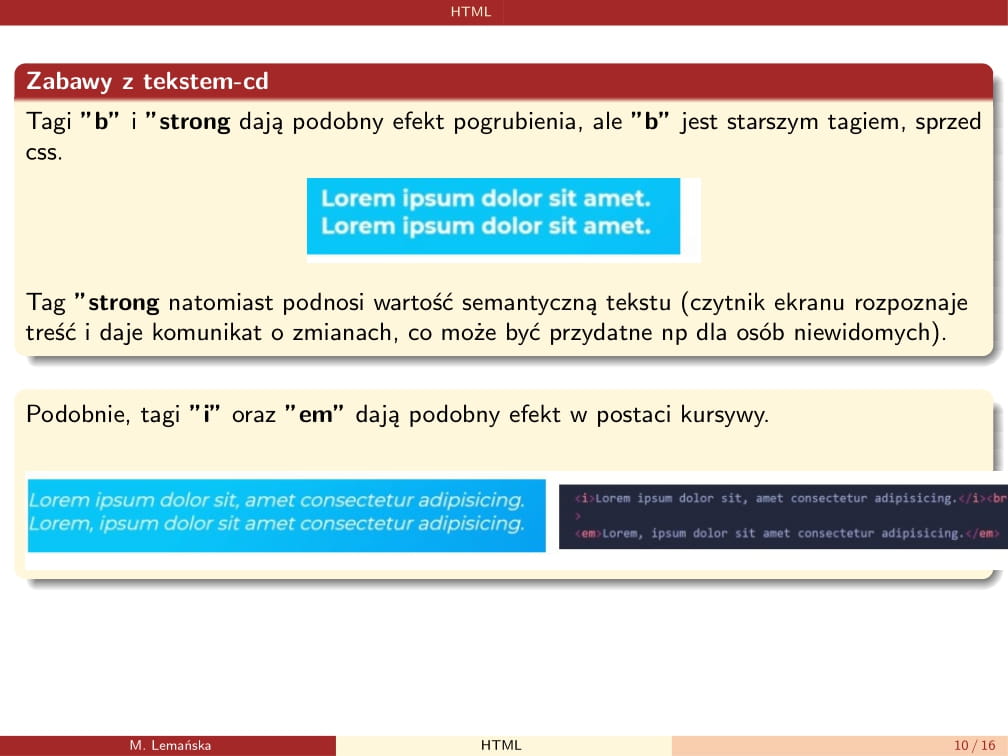 HTML
Zabawy z tekstem-cd
Tagi ”b” i ”strong dają podobny efekt pogrubienia, ale ”b” jest starszym tagiem, sprzed
css.
Lorem ipsum dolor sit amet.
Lorem ipsum dolor sit amet.
Tag ”strong natomiast podnosi wartość semantyczną tekstu (czytnik ekranu rozpoznaje
treść i daje komunikat o zmianach, co może być przydatne np dla osób niewidomych).
Podobnie, tagi ”i” oraz ”em” dają podobny efekt w postaci kursywy.
Lorem ipsum dolor sit, amet consectetur adipisicing.
Lorem, ipsum dolor sit amet consectetur adipisicing.
<i>Lorem ipsum dolor sit, amet consectetur adipisicing.</i><br
>
<em>Lorem, ipsum dolor sit amet consectetur adipisicing.</em>
M. Lemańska
HTML
10 / 16